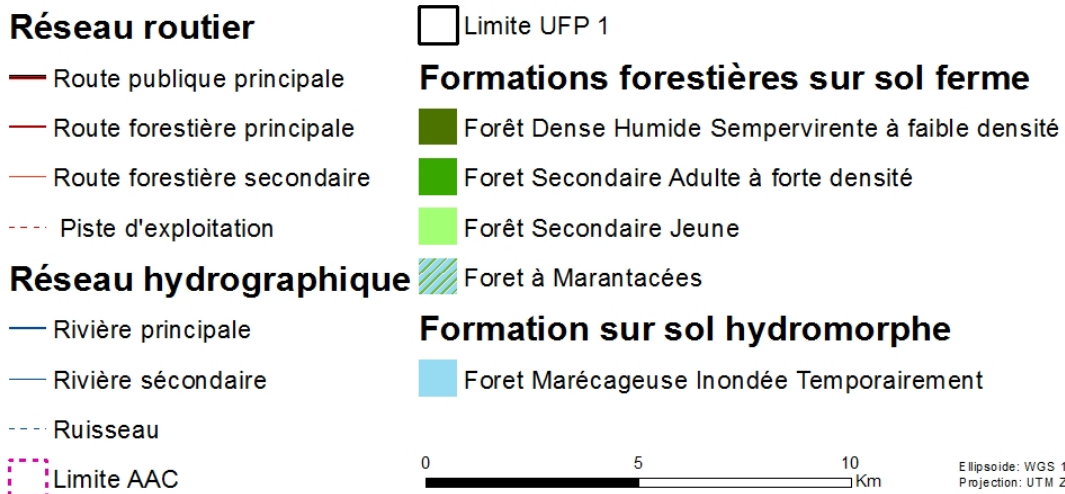 Réseau routier
Route publique principale
Route forestière principale
Route forestière secondaire
Piste d'exploitation
Réseau hydrographique
Rivière principale
Rivière sécondaire
Ruisseau
Limite AAC
Limite UFP 1
Formations forestières sur sol ferme
Forêt Dense Humide Sempervirente à faible densité
Foret Secondaire Adulte à forte densité
Forêt Secondaire Jeune
Foret à Marantacées
Formation sur sol hydromorphe
Foret Marécageuse Inondée Temporairement
0 5 10
Km
Ellipsoide: WGS 1
Projection: UTM Z